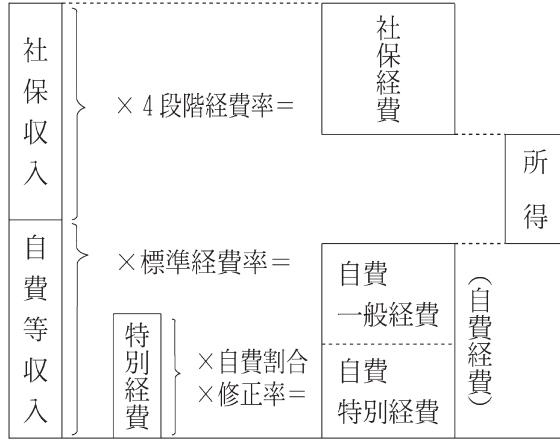 社保収入
×4段階経費率=
社保経費
所得
自費等収入
×標準経費率=
自費
一般経費
特別経費
×自費割合
×修正率=
自費
特別経費
(自費経費)